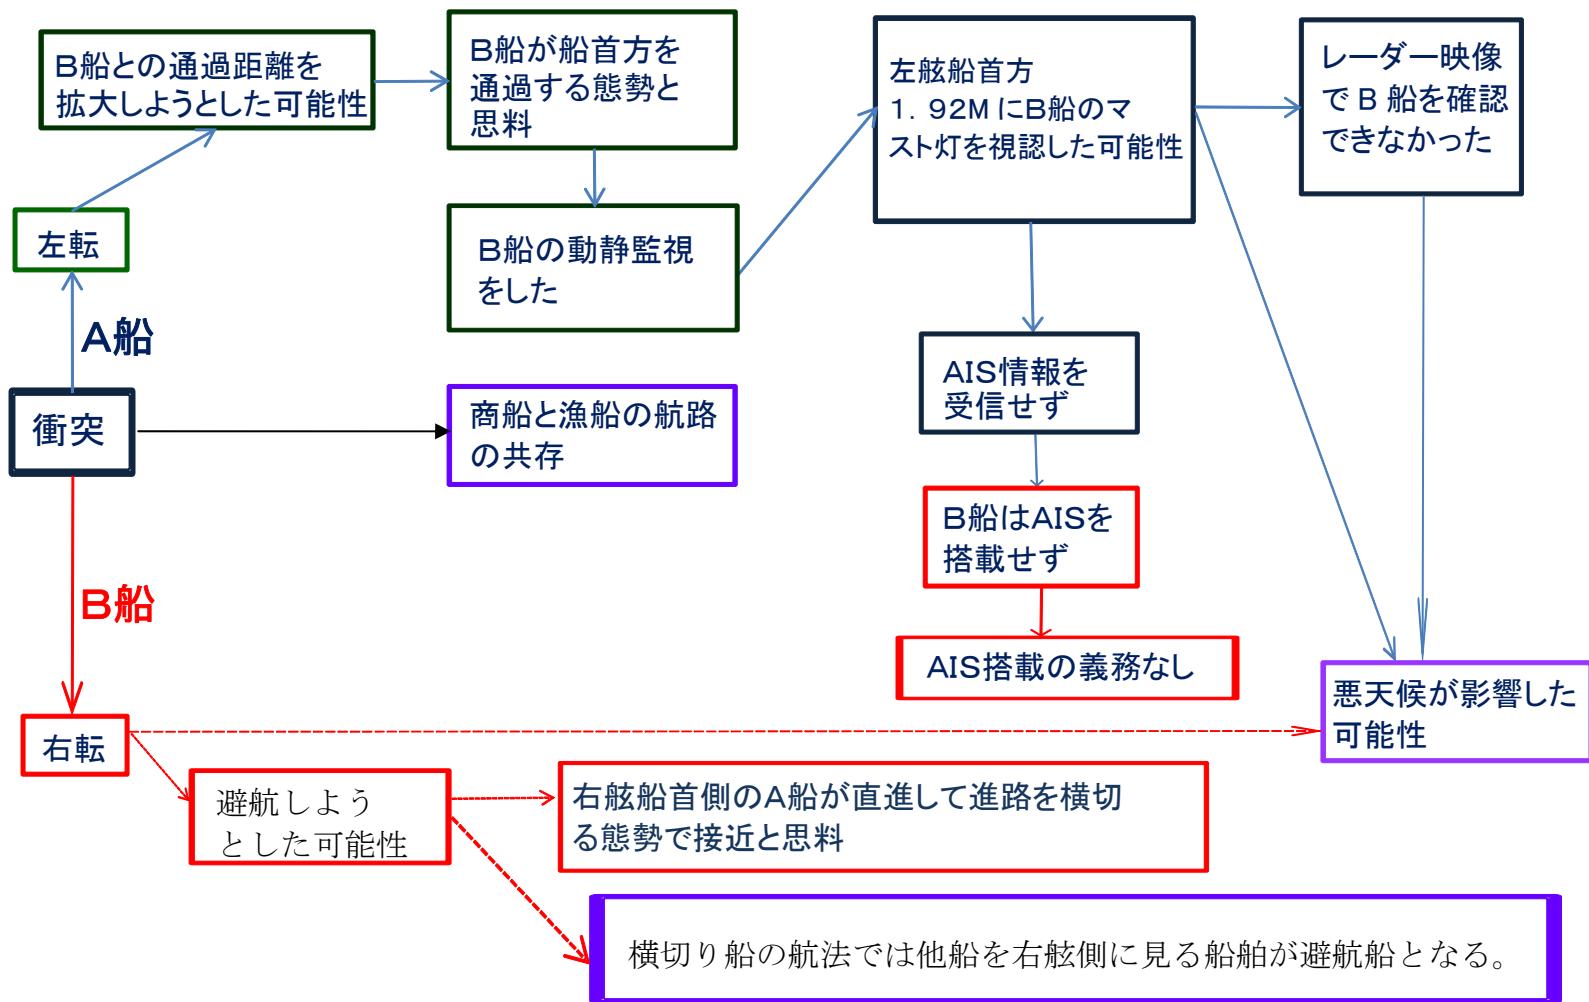 B船との通過距離を
拡大しようとした可能性
B船が船首方を
通過する態勢と
思料
左舷船首方
1．92MにB船のマ
スト灯を視認した可能性
レーダー映像
でB船を確認
できなかった
左転
B船の動静監視
をした
A船
AIS情報を
受信せず
衝突
商船と漁船の航路
の共存
B船はAISを
搭載せず
B船
AIS搭載の義務なし
悪天候が影響した
可能性
右転
避航しよう
とした可能性
右舷船首側のA船が直進して進路を横切
る態勢で接近と思料
横切り船の航法では他船を右舷側に見る船舶が避航船となる。